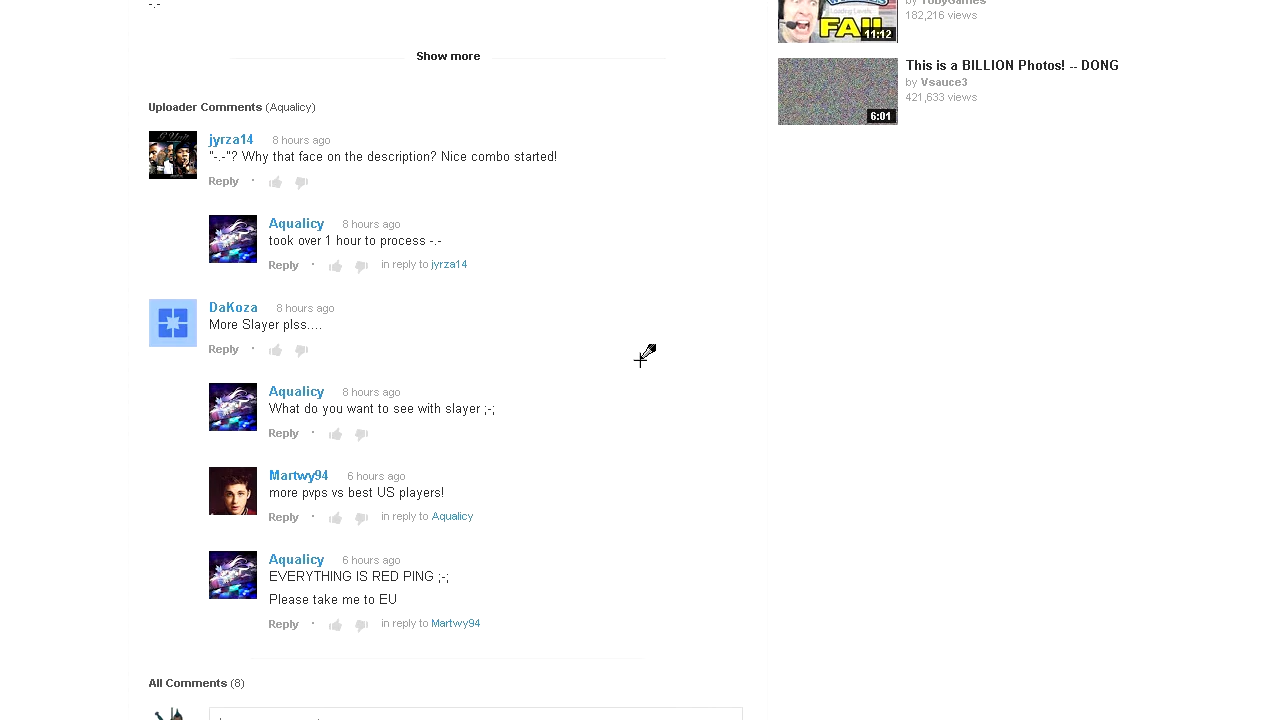 -.-
Show more
Uploader Comments (Aqualicy)
jyrza14 8 hours ago
"-.-"? Why that face on the description? Nice combo started!
Reply ·
Aqualicy 8 hours ago
took over 1 hour to process -.-
Reply · in reply to jyrza14
DaKoza 8 hours ago
More Slayer plss....
Reply ·
Aqualicy 8 hours ago
What do you want to see with slayer ;-;
Reply ·
Martwy94 6 hours ago
more pvps vs best US players!
Reply · in reply to Aqualicy
Aqualicy 6 hours ago
EVERYTHING IS RED PING ;-;
Please take me to EU
Reply · in reply to Martwy94
All Comments (8)
by TobyGames
182,216 views
Loading Levels
FAIL
11:12
This is a BILLION Photos! -- DONG
by Vsauce3
421,633 views
6:01